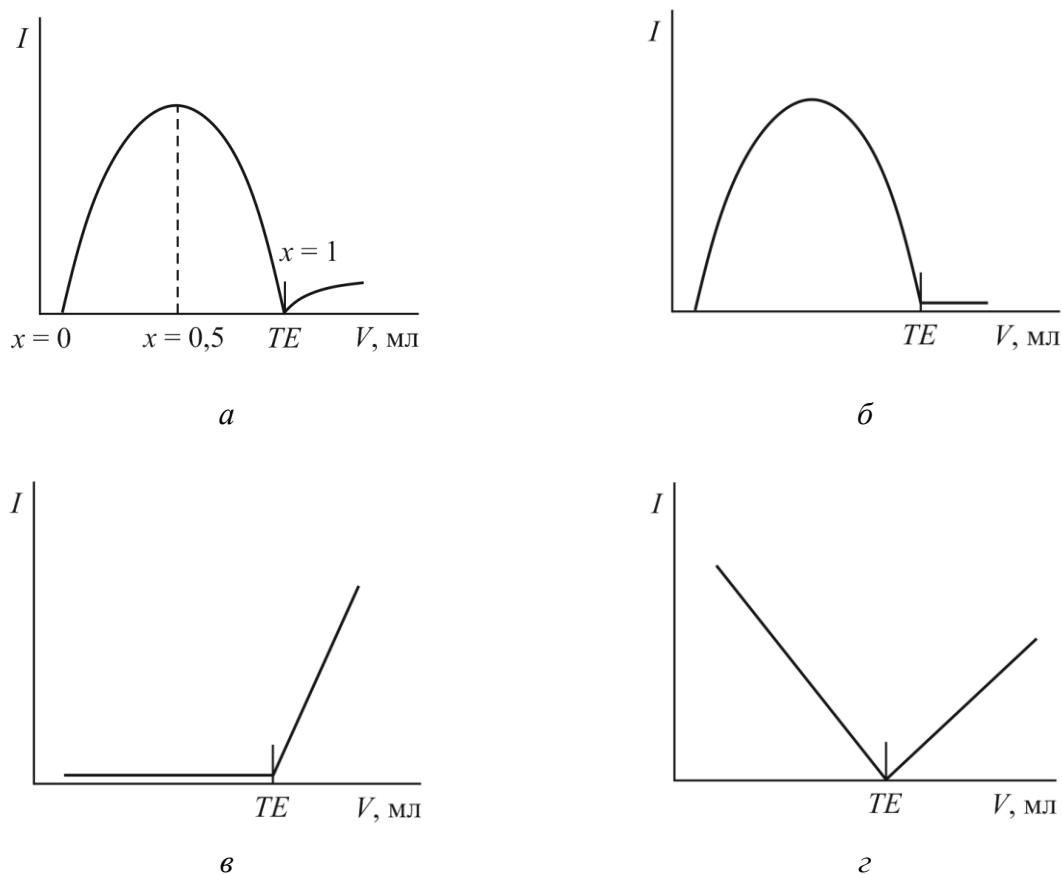 I
I
x = 1
x = 0
x = 0,5
TE
V, мл
TE
V, мл
а
б
I
I
TE
V, мл
TE
V, мл
в
г